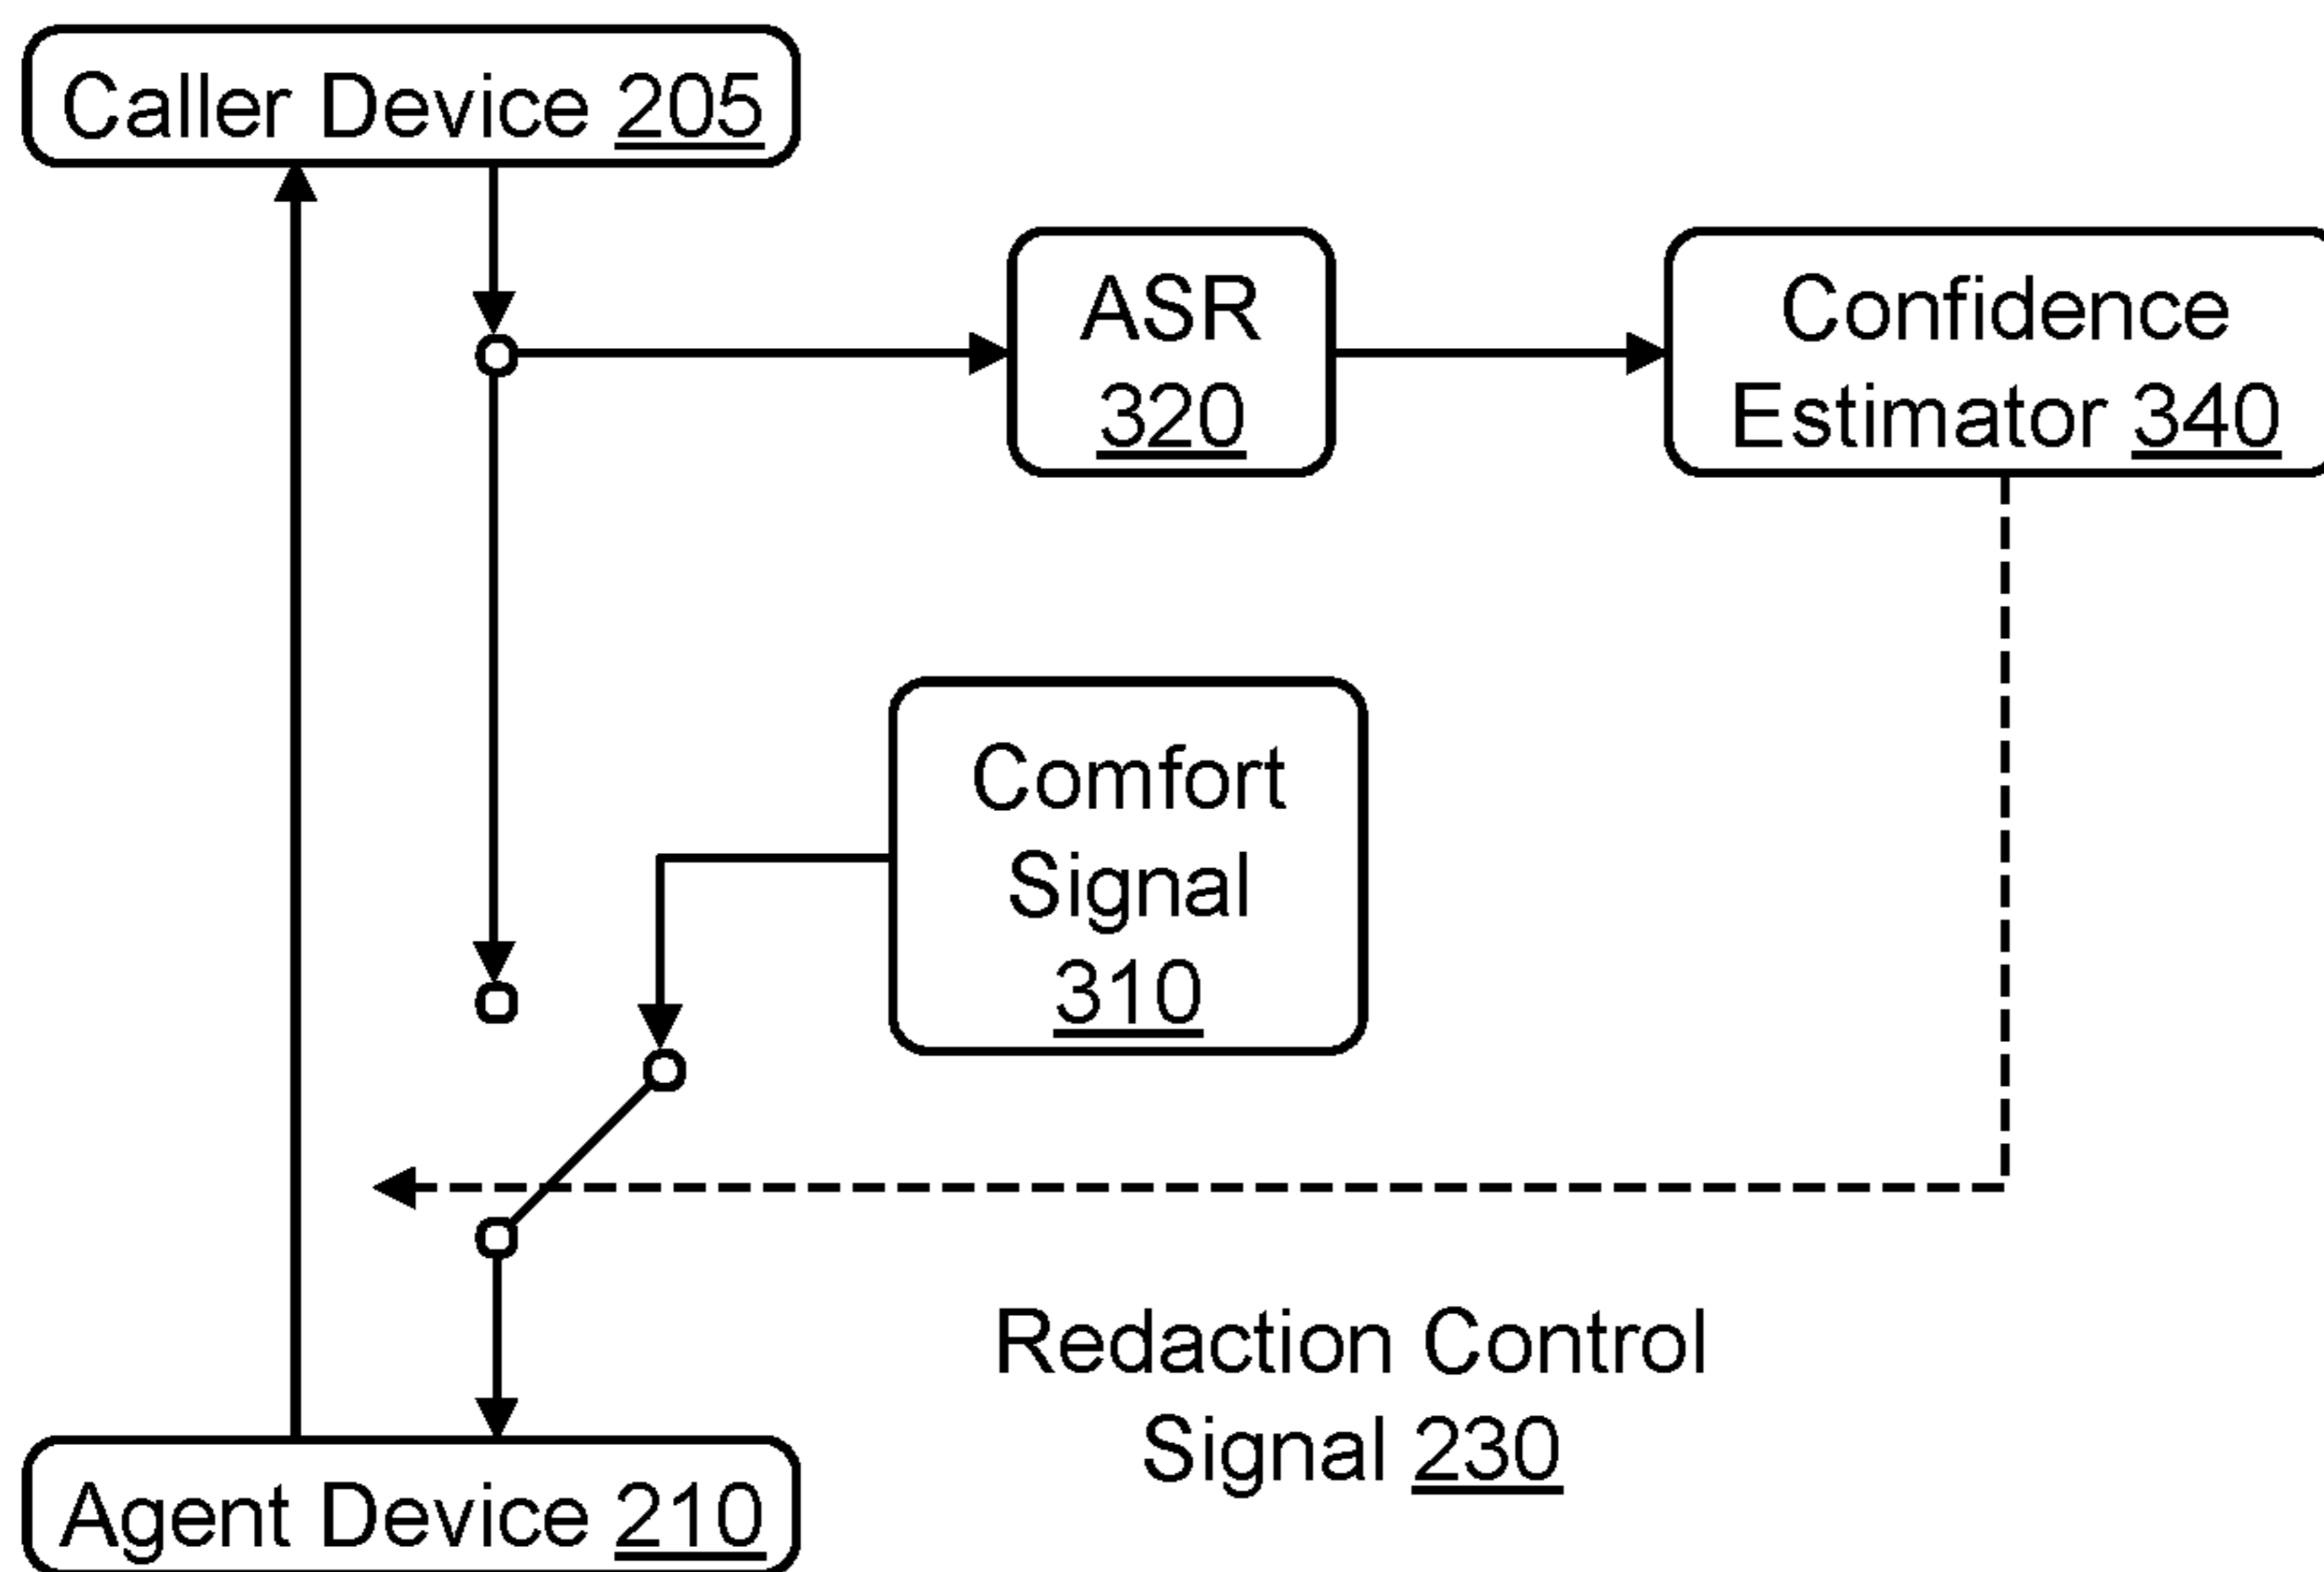 Caller Device 205
ASR
320
Confidence
Estimator 340
Comfort
Signal
310
Redaction Control
Signal 230
Agent Device 210